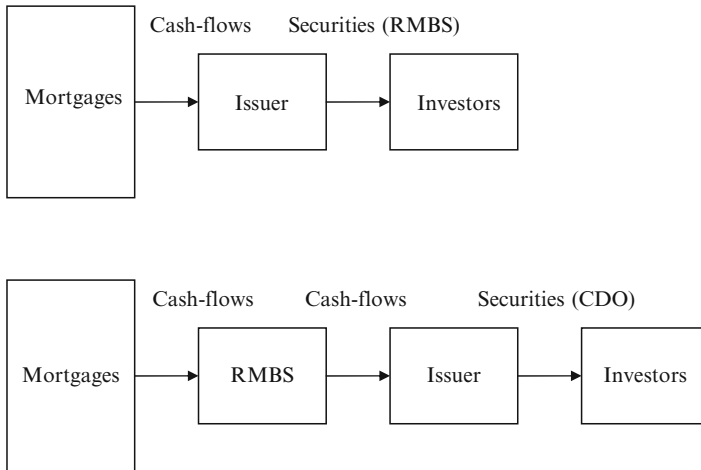 Cash-flows Securities (RMBS)
Mortgages Issuer Investors
Cash-flows Cash-flows Securities (CDO)
Mortgages RMBS Issuer Investors